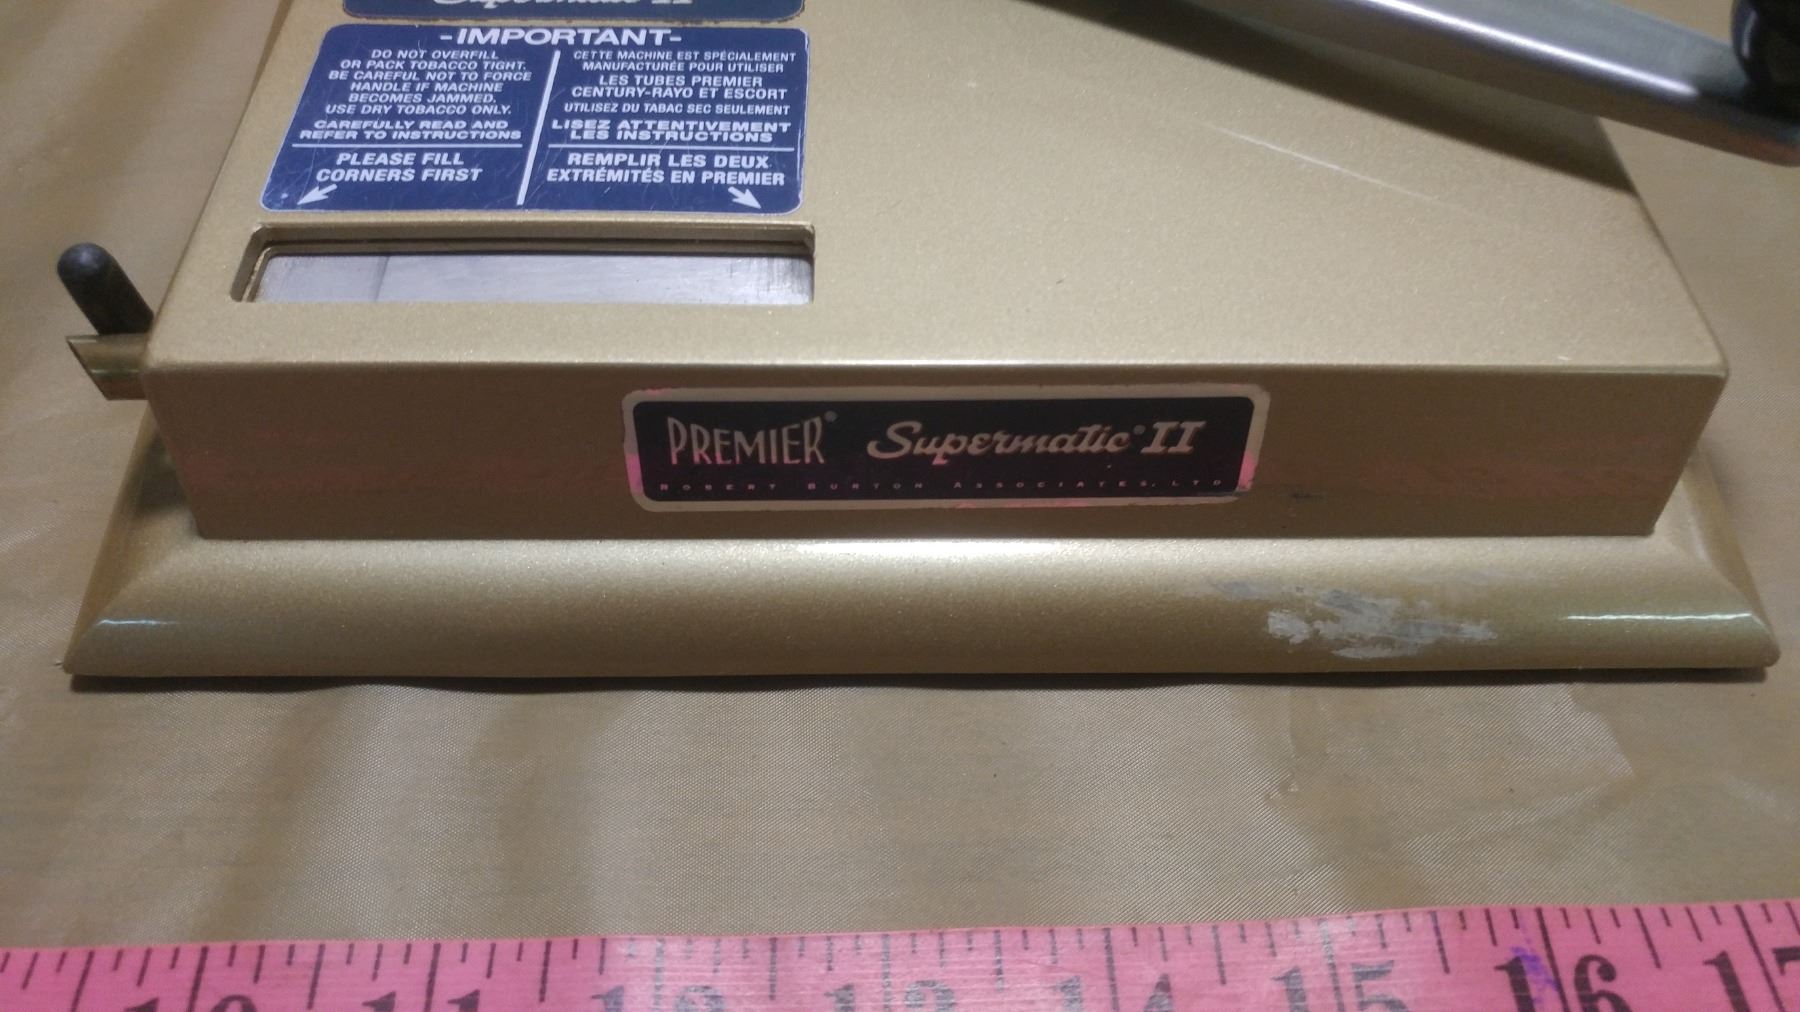 Supermatic II
-IMPORTANT-
DO NOT OVERFILL
OR PACK TOBACCO TIGHT.
BE CAREFUL NOT TO FORCE
HANDLE IF MACHINE
BECOMES JAMMED.
USE DRY TOBACCO ONLY.
CAREFULLY READ AND
REFER TO INSTRUCTIONS
PLEASE FILL
CORNERS FIRST
CETTE MACHINE EST SPÉCIALEMENT
MANUFACTURÉE POUR UTILISER
LES TUBES PREMIER
CENTURY-RAYO ET ESCORT
UTILISEZ DU TABAC SEC SEULEMENT
LISEZ ATTENTIVEMENT
LES INSTRUCTIONS
REMPLIR LES DEUX
EXTRÉMITÉS EN PREMIER
PREMIER® Supermatic® II
ROBERT BURTON ASSOCIATES, LTD
10 11 12 13 14 15 16 17